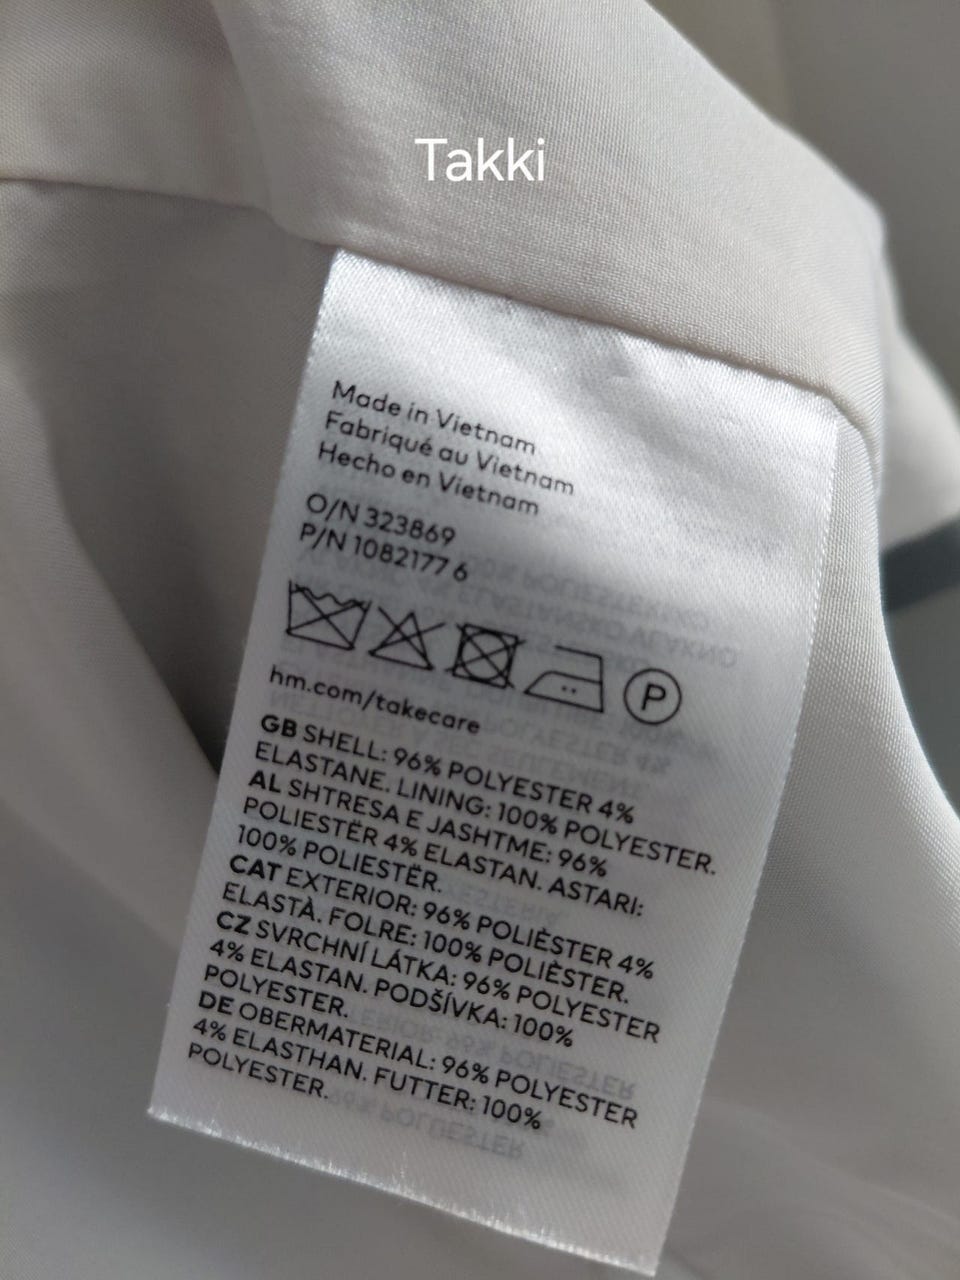 Takki
Made in Vietnam
Fabriqué au Vietnam
Hecho en Vietnam
O/N 323869
P/N 1082177 6
P
hm.com/takecare
GB SHELL: 96% POLYESTER 4%
ELASTANE. LINING: 100% POLYESTER.
AL SHTRESA E JASHTME: 96%
POLIESTËR 4% ELASTAN. ASTARI:
100% POLIESTËR.
CAT EXTERIOR: 96% POLIÈSTER 4%
ELASTÀ. FOLRE: 100% POLIÈSTER.
CZ SVRCHNÍ LÁTKA: 96% POLYESTER
4% ELASTAN. PODŠÍVKA: 100%
POLYESTER.
DE OBERMATERIAL: 96% POLYESTER
4% ELASTHAN. FUTTER: 100%
POLYESTER.